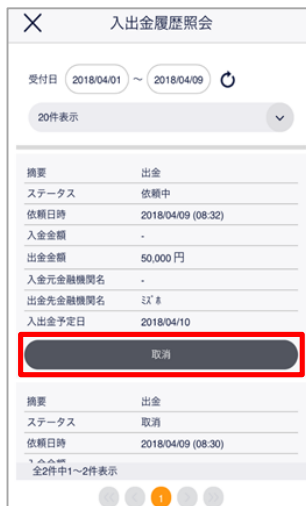 入出金履歴照会
受付日 2018/04/01 ～ 2018/04/09
20件表示
摘要 出金
ステータス 依頼中
依頼日時 2018/04/09 (08:32)
入金金額 -
出金金額 50,000 円
入金元金融機関名 -
出金先金融機関名 ﾐｽﾞﾎ
入出金予定日 2018/04/10
取消
摘要 出金
ステータス 取消
依頼日時 2018/04/09 (08:30)
全2件中1～2件表示
1